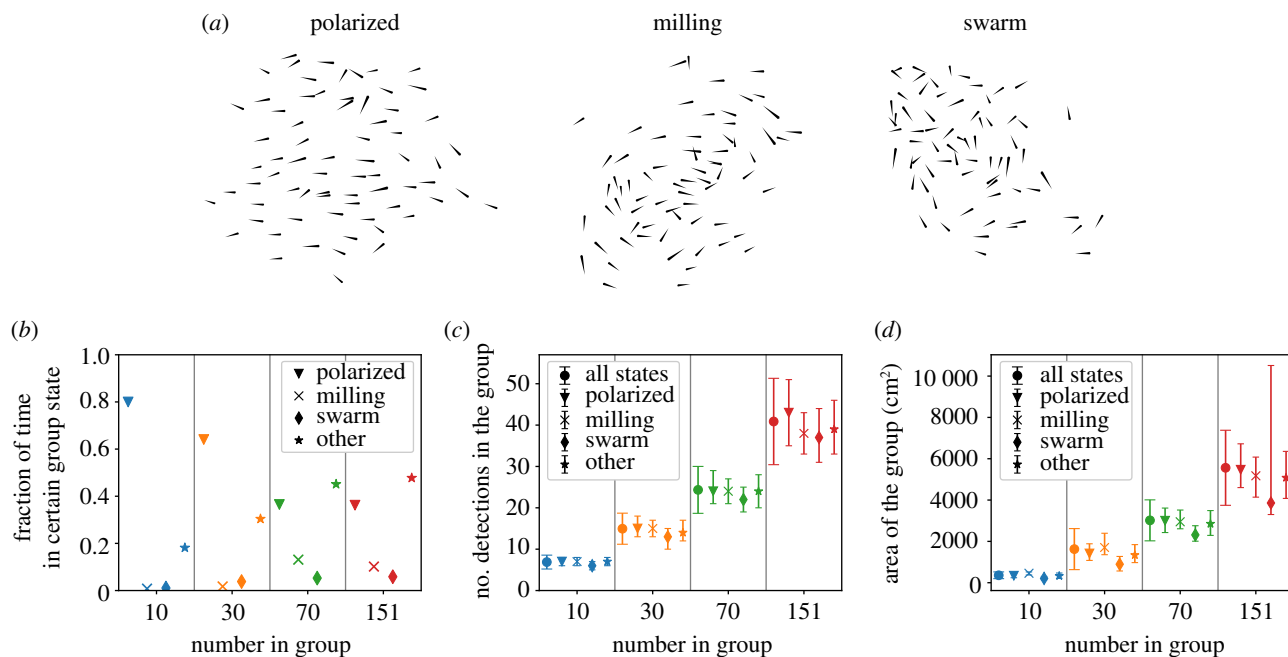 (a) polarized milling swarm
(b)
1.0
0.8
0.6
0.4
0.2
0
fraction of time
in certain group state
polarized
milling
swarm
other
10 30 70 151
number in group
(c)
50
40
30
20
10
0
no. detections in the group
all states
polarized
milling
swarm
other
10 30 70 151
number in group
(d)
10 000
8000
6000
4000
2000
0
area of the group (cm²)
all states
polarized
milling
swarm
other
10 30 70 151
number in group